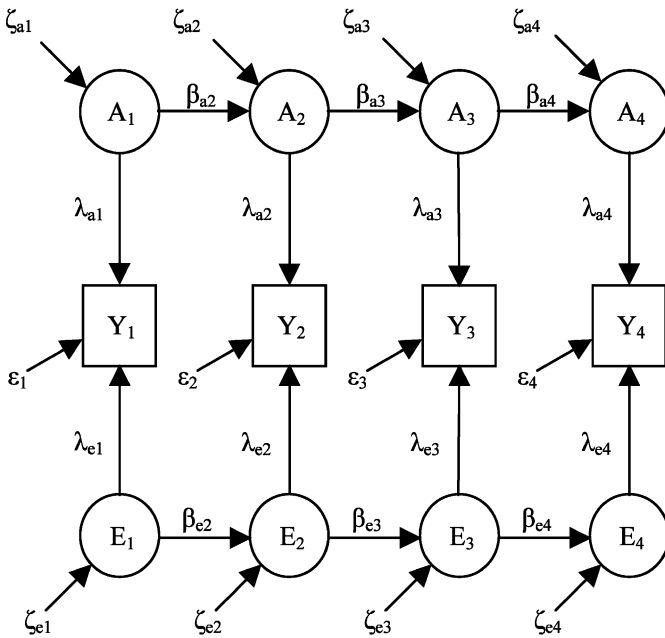 ζa1 ζa2 ζa3 ζa4
βa2 βa3 βa4
A1 A2 A3 A4
λa1 λa2 λa3 λa4
Y1 Y2 Y3 Y4
ε1 ε2 ε3 ε4
λe1 λe2 λe3 λe4
βe2 βe3 βe4
E1 E2 E3 E4
ζe1 ζe2 ζe3 ζe4